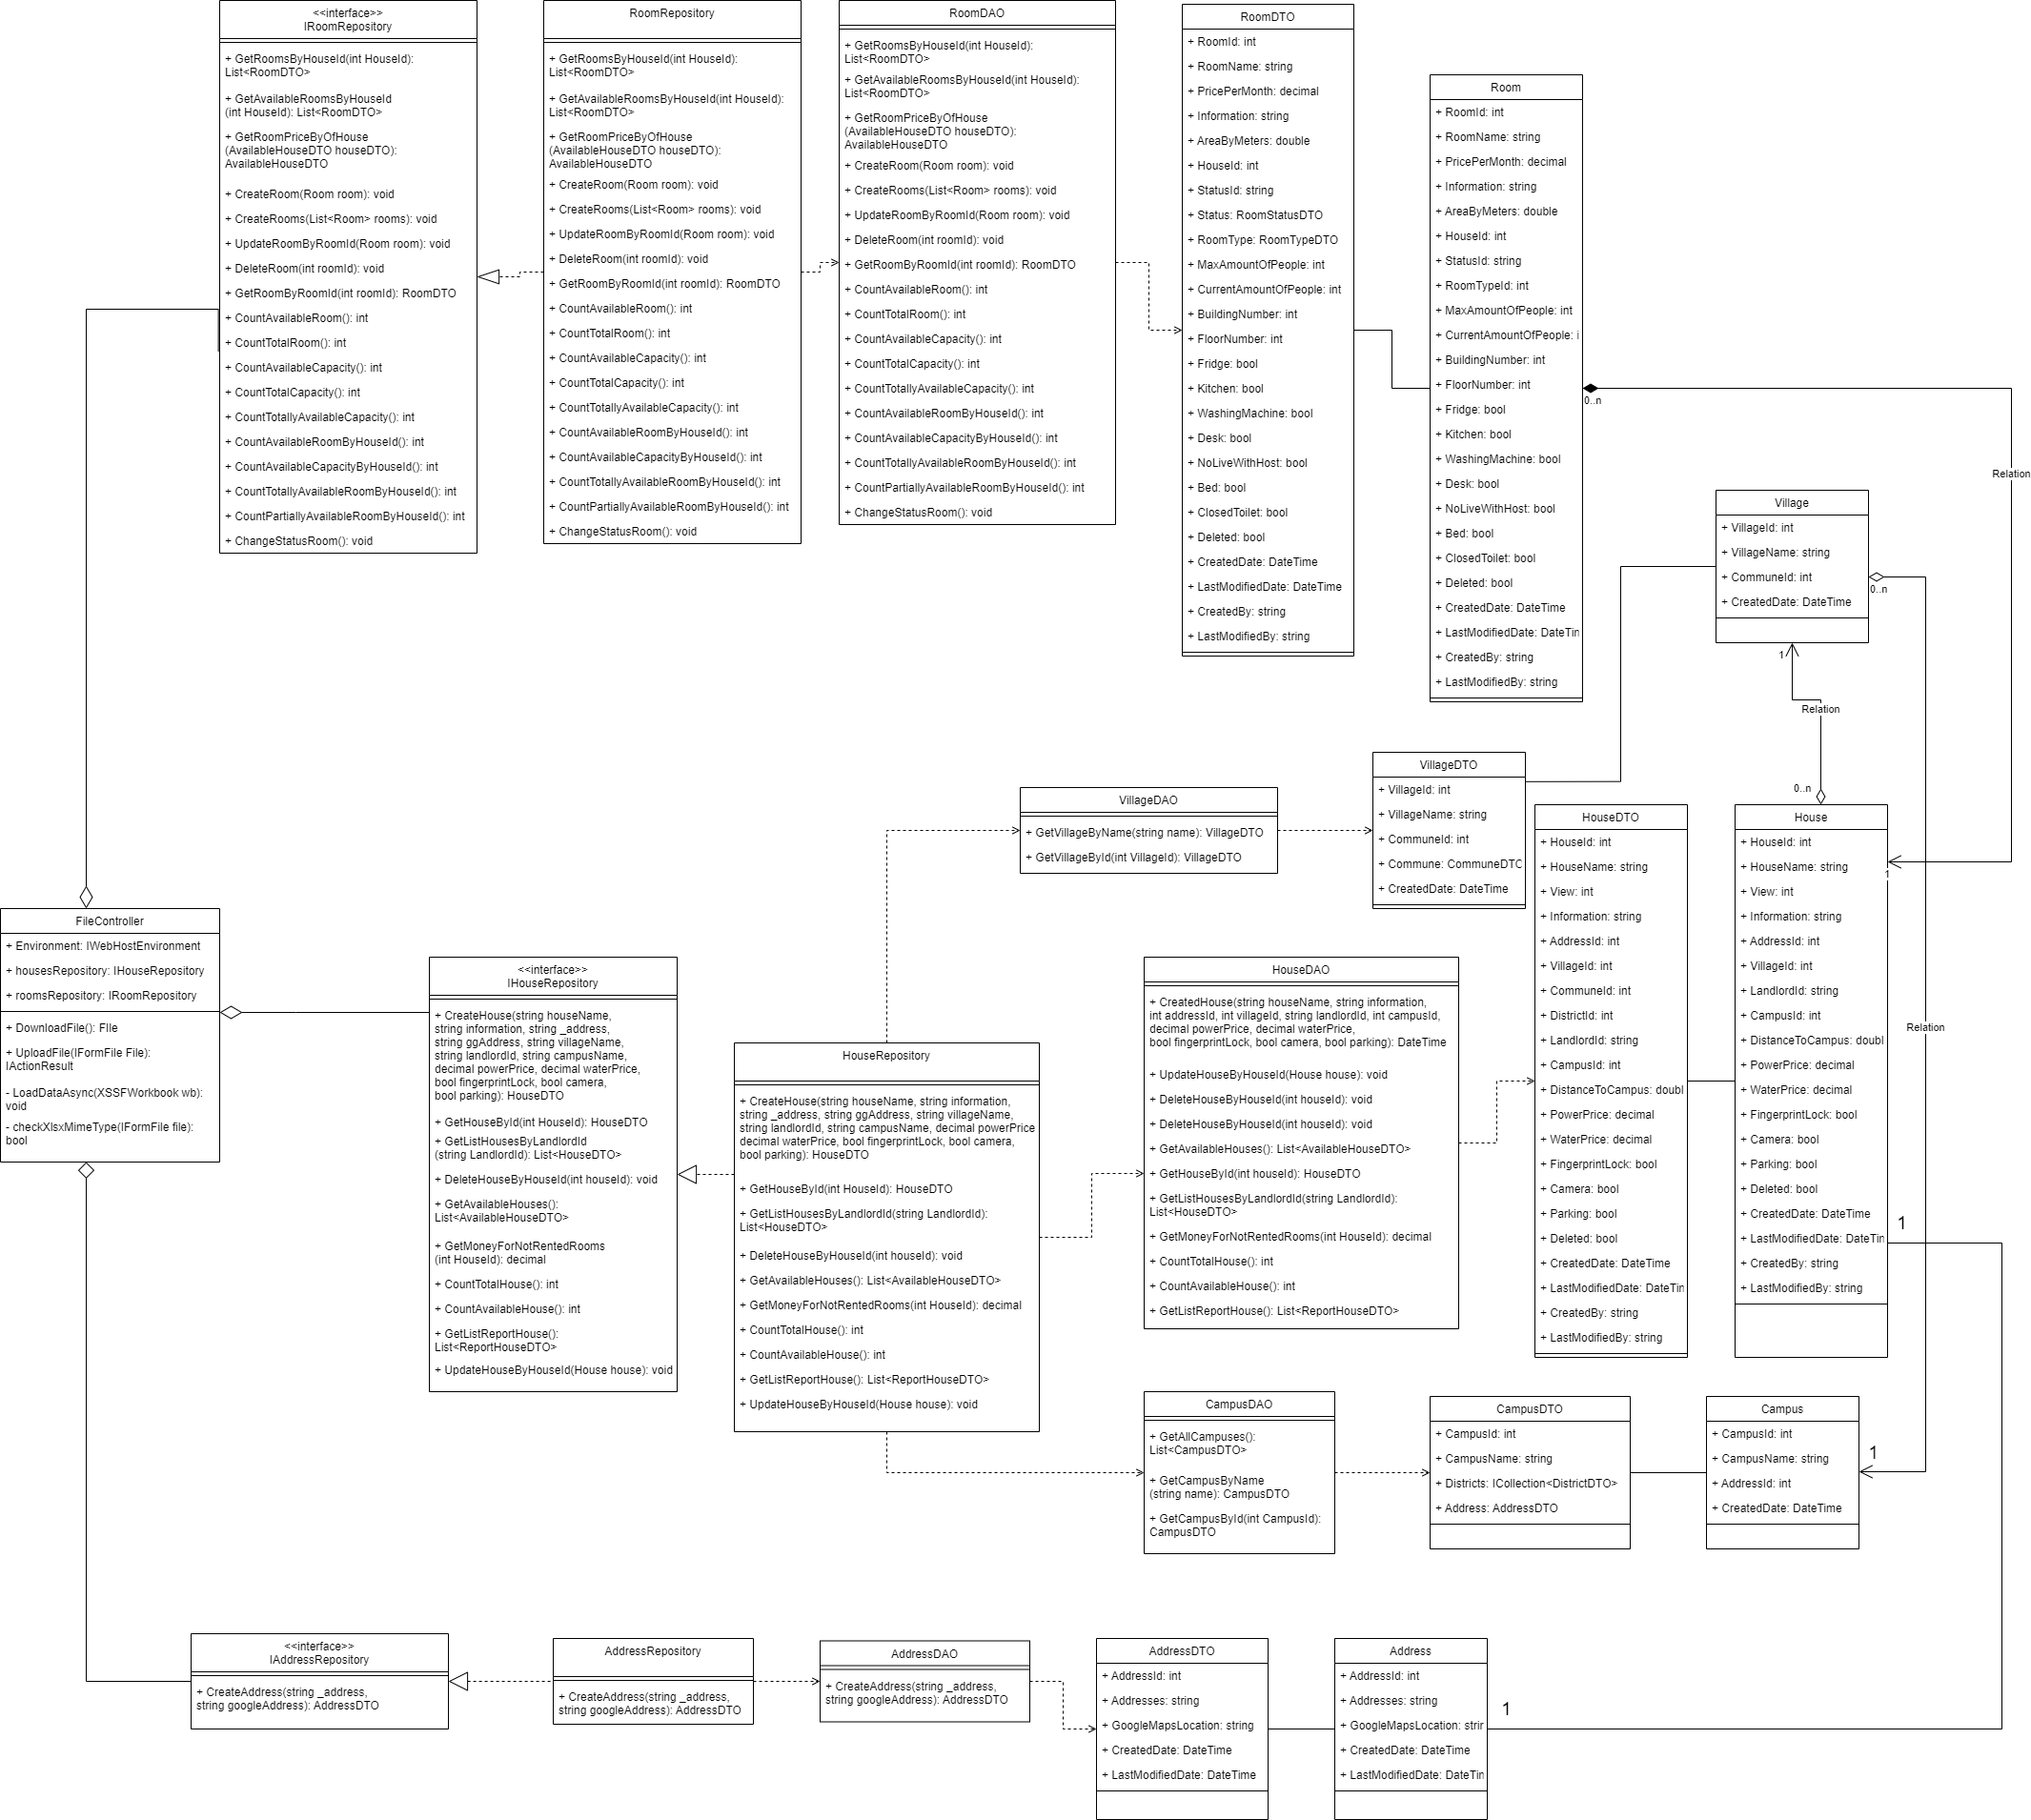 <<interface>>
IRoomRepository
+ GetRoomsByHouseId(int HouseId):
List<RoomDTO>
+ GetAvailableRoomsByHouseId
(int HouseId): List<RoomDTO>
+ GetRoomPriceByOfHouse
(AvailableHouseDTO houseDTO):
AvailableHouseDTO
+ CreateRoom(Room room): void
+ CreateRooms(List<Room> rooms): void
+ UpdateRoomByRoomId(Room room): void
+ DeleteRoom(int roomId): void
+ GetRoomByRoomId(int roomId): RoomDTO
+ CountAvailableRoom(): int
+ CountTotalRoom(): int
+ CountAvailableCapacity(): int
+ CountTotalCapacity(): int
+ CountTotallyAvailableCapacity(): int
+ CountAvailableRoomByHouseId(): int
+ CountAvailableCapacityByHouseId(): int
+ CountTotallyAvailableRoomByHouseId(): int
+ CountPartiallyAvailableRoomByHouseId(): int
+ ChangeStatusRoom(): void
RoomRepository
+ GetRoomsByHouseId(int HouseId):
List<RoomDTO>
+ GetAvailableRoomsByHouseId(int HouseId):
List<RoomDTO>
+ GetRoomPriceByOfHouse
(AvailableHouseDTO houseDTO):
AvailableHouseDTO
+ CreateRoom(Room room): void
+ CreateRooms(List<Room> rooms): void
+ UpdateRoomByRoomId(Room room): void
+ DeleteRoom(int roomId): void
+ GetRoomByRoomId(int roomId): RoomDTO
+ CountAvailableRoom(): int
+ CountTotalRoom(): int
+ CountAvailableCapacity(): int
+ CountTotalCapacity(): int
+ CountTotallyAvailableCapacity(): int
+ CountAvailableRoomByHouseId(): int
+ CountAvailableCapacityByHouseId(): int
+ CountTotallyAvailableRoomByHouseId(): int
+ CountPartiallyAvailableRoomByHouseId(): int
+ ChangeStatusRoom(): void
RoomDAO
+ GetRoomsByHouseId(int HouseId):
List<RoomDTO>
+ GetAvailableRoomsByHouseId(int HouseId):
List<RoomDTO>
+ GetRoomPriceByOfHouse
(AvailableHouseDTO houseDTO):
AvailableHouseDTO
+ CreateRoom(Room room): void
+ CreateRooms(List<Room> rooms): void
+ UpdateRoomByRoomId(Room room): void
+ DeleteRoom(int roomId): void
+ GetRoomByRoomId(int roomId): RoomDTO
+ CountAvailableRoom(): int
+ CountTotalRoom(): int
+ CountAvailableCapacity(): int
+ CountTotalCapacity(): int
+ CountTotallyAvailableCapacity(): int
+ CountAvailableRoomByHouseId(): int
+ CountAvailableCapacityByHouseId(): int
+ CountTotallyAvailableRoomByHouseId(): int
+ CountPartiallyAvailableRoomByHouseId(): int
+ ChangeStatusRoom(): void
RoomDTO
+ RoomId: int
+ RoomName: string
+ PricePerMonth: decimal
+ Information: string
+ AreaByMeters: double
+ HouseId: int
+ StatusId: string
+ Status: RoomStatusDTO
+ RoomType: RoomTypeDTO
+ MaxAmountOfPeople: int
+ CurrentAmountOfPeople: int
+ BuildingNumber: int
+ FloorNumber: int
+ Fridge: bool
+ Kitchen: bool
+ WashingMachine: bool
+ Desk: bool
+ NoLiveWithHost: bool
+ Bed: bool
+ ClosedToilet: bool
+ Deleted: bool
+ CreatedDate: DateTime
+ LastModifiedDate: DateTime
+ CreatedBy: string
+ LastModifiedBy: string
Room
+ RoomId: int
+ RoomName: string
+ PricePerMonth: decimal
+ Information: string
+ AreaByMeters: double
+ HouseId: int
+ StatusId: string
+ RoomTypeId: int
+ MaxAmountOfPeople: int
+ CurrentAmountOfPeople: i
+ BuildingNumber: int
+ FloorNumber: int
+ Fridge: bool
+ Kitchen: bool
+ WashingMachine: bool
+ Desk: bool
+ NoLiveWithHost: bool
+ Bed: bool
+ ClosedToilet: bool
+ Deleted: bool
+ CreatedDate: DateTime
+ LastModifiedDate: DateTin
+ CreatedBy: string
+ LastModifiedBy: string
0..n
Relation
Village
+ VillageId: int
+ VillageName: string
+ CommuneId: int
+ CreatedDate: DateTime
0..n
1
Relation
0..n
VillageDAO
+ GetVillageByName(string name): VillageDTO
+ GetVillageById(int VillageId): VillageDTO
VillageDTO
+ VillageId: int
+ VillageName: string
+ CommuneId: int
+ Commune: CommuneDTC
+ CreatedDate: DateTime
HouseDTO
+ HouseId: int
+ HouseName: string
+ View: int
+ Information: string
+ AddressId: int
+ VillageId: int
+ CommuneId: int
+ DistrictId: int
+ LandlordId: string
+ CampusId: int
+ DistanceToCampus: doubl
+ PowerPrice: decimal
+ WaterPrice: decimal
+ FingerprintLock: bool
+ Camera: bool
+ Parking: bool
+ Deleted: bool
+ CreatedDate: DateTime
+ LastModifiedDate: DateTin
+ CreatedBy: string
+ LastModifiedBy: string
House
+ HouseId: int
+ HouseName: string
+ View: int
+ Information: string
+ AddressId: int
+ VillageId: int
+ LandlordId: string
+ CampusId: int
+ DistanceToCampus: doubl
+ PowerPrice: decimal
+ WaterPrice: decimal
+ FingerprintLock: bool
+ Camera: bool
+ Parking: bool
+ Deleted: bool
+ CreatedDate: DateTime
+ LastModifiedDate: DateTin
+ CreatedBy: string
+ LastModifiedBy: string
1
Relation
1
FileController
+ Environment: IWebHostEnvironment
+ housesRepository: IHouseRepository
+ roomsRepository: IRoomRepository
+ DownloadFile(): FIle
+ UploadFile(IFormFile File):
IActionResult
- LoadDataAsync(XSSFWorkbook wb):
void
- checkXlsxMimeType(IFormFile file):
bool
<<interface>>
IHouseRepository
+ CreateHouse(string houseName,
string information, string _address,
string ggAddress, string villageName,
string landlordId, string campusName,
decimal powerPrice, decimal waterPrice,
bool fingerprintLock, bool camera,
bool parking): HouseDTO
+ GetHouseById(int HouseId): HouseDTO
+ GetListHousesByLandlordId
(string LandlordId): List<HouseDTO>
+ DeleteHouseByHouseId(int houseId): void
+ GetAvailableHouses():
List<AvailableHouseDTO>
+ GetMoneyForNotRentedRooms
(int HouseId): decimal
+ CountTotalHouse(): int
+ CountAvailableHouse(): int
+ GetListReportHouse():
List<ReportHouseDTO>
+ UpdateHouseByHouseId(House house): void
HouseRepository
+ CreateHouse(string houseName, string information,
string _address, string ggAddress, string villageName,
string landlordId, string campusName, decimal powerPrice
decimal waterPrice, bool fingerprintLock, bool camera,
bool parking): HouseDTO
+ GetHouseById(int HouseId): HouseDTO
+ GetListHousesByLandlordId(string LandlordId):
List<HouseDTO>
+ DeleteHouseByHouseId(int houseId): void
+ GetAvailableHouses(): List<AvailableHouseDTO>
+ GetMoneyForNotRentedRooms(int HouseId): decimal
+ CountTotalHouse(): int
+ CountAvailableHouse(): int
+ GetListReportHouse(): List<ReportHouseDTO>
+ UpdateHouseByHouseId(House house): void
HouseDAO
+ CreatedHouse(string houseName, string information,
int addressId, int villageId, string landlordId, int campusId,
decimal powerPrice, decimal waterPrice,
bool fingerprintLock, bool camera, bool parking): DateTime
+ UpdateHouseByHouseId(House house): void
+ DeleteHouseByHouseId(int houseId): void
+ DeleteHouseByHouseId(int houseId): void
+ GetAvailableHouses(): List<AvailableHouseDTO>
+ GetHouseById(int houseId): HouseDTO
+ GetListHousesByLandlordId(string LandlordId):
List<HouseDTO>
+ GetMoneyForNotRentedRooms(int HouseId): decimal
+ CountTotalHouse(): int
+ CountAvailableHouse(): int
+ GetListReportHouse(): List<ReportHouseDTO>
CampusDAO
+ GetAllCampuses():
List<CampusDTO>
+ GetCampusByName
(string name): CampusDTO
+ GetCampusById(int CampusId):
CampusDTO
CampusDTO
+ CampusId: int
+ CampusName: string
+ Districts: ICollection<DistrictDTO>
+ Address: AddressDTO
Campus
+ CampusId: int
+ CampusName: string
+ AddressId: int
+ CreatedDate: DateTime
1
<<interface>>
IAddressRepository
+ CreateAddress(string _address,
string googleAddress): AddressDTO
AddressRepository
+ CreateAddress(string _address,
string googleAddress): AddressDTO
AddressDAO
+ CreateAddress(string _address,
string googleAddress): AddressDTO
AddressDTO
+ AddressId: int
+ Addresses: string
+ GoogleMapsLocation: string
+ CreatedDate: DateTime
+ LastModifiedDate: DateTime
Address
+ AddressId: int
+ Addresses: string
+ GoogleMapsLocation: strir
+ CreatedDate: DateTime
+ LastModifiedDate: DateTin
1